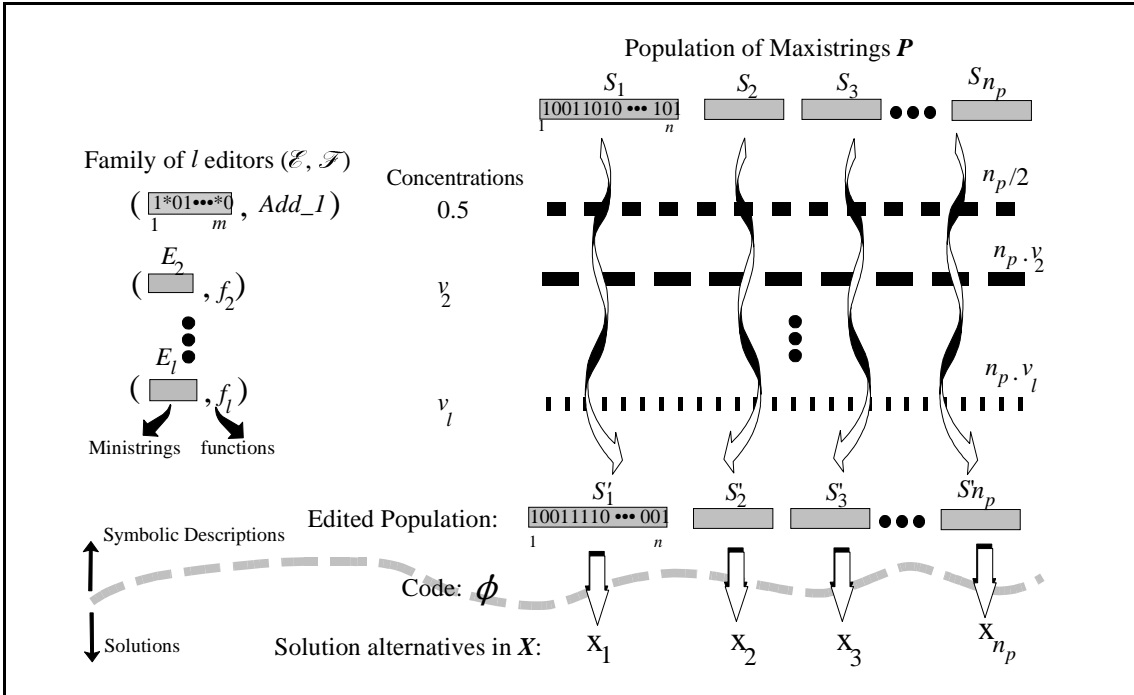 Population of Maxistrings P
S1 S2 S3 Snp
10011010 ••• 101
1 n
Family of l editors (ℰ, ℱ)
Concentrations
np/2
( 1*01•••*0 , Add_1)
1 m
0.5
np . v2
E2
( , f2)
v2
El
np . vl
( , fl)
vl
Ministrings functions
S'1 S'2 S'3 S'np
Edited Population:
10011110 ••• 001
1 n
Symbolic Descriptions
Code: ϕ
Solutions
Solution alternatives in X:
x1 x2 x3 xnp